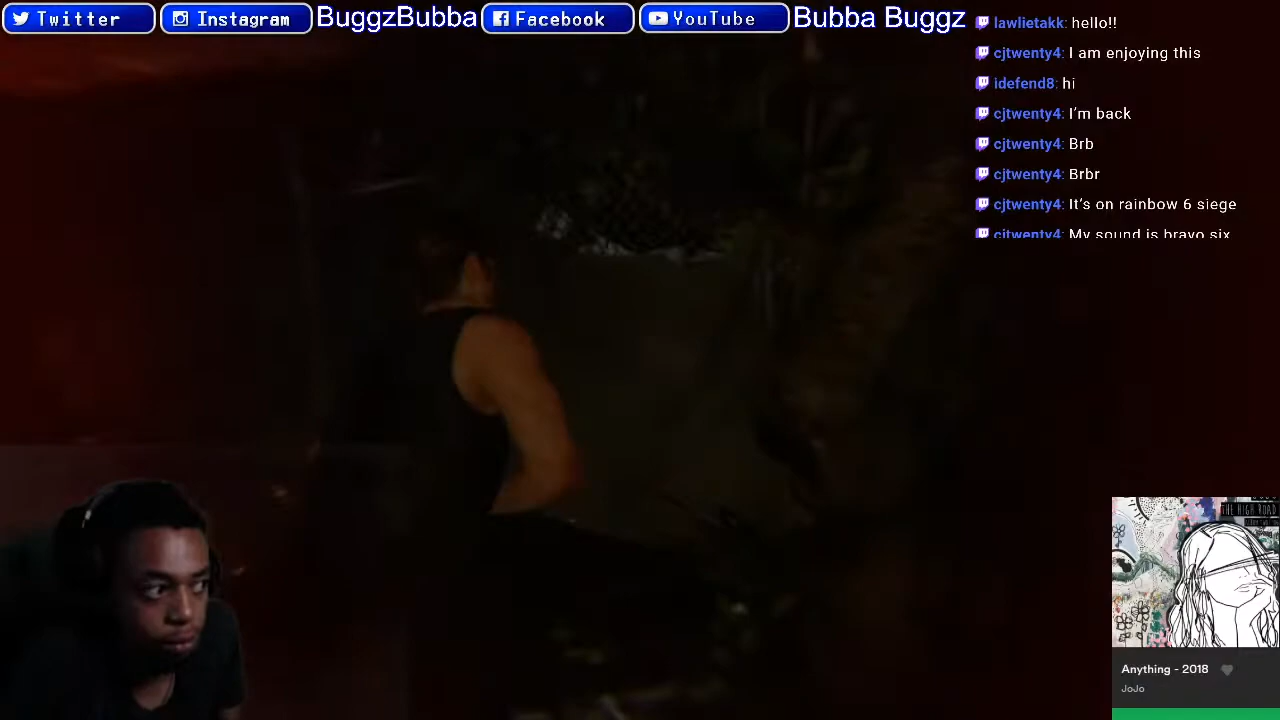 Twitter Instagram BuggzBubba Facebook YouTube Bubba Buggz
lawlietakk: hello!!
cjtwenty4: I am enjoying this
idefend8: hi
cjtwenty4: I’m back
cjtwenty4: Brb
cjtwenty4: Brbr
cjtwenty4: It’s on rainbow 6 siege
cjtwenty4: My sound is bravo six
THE HIGH ROAD
Anything - 2018
JoJo